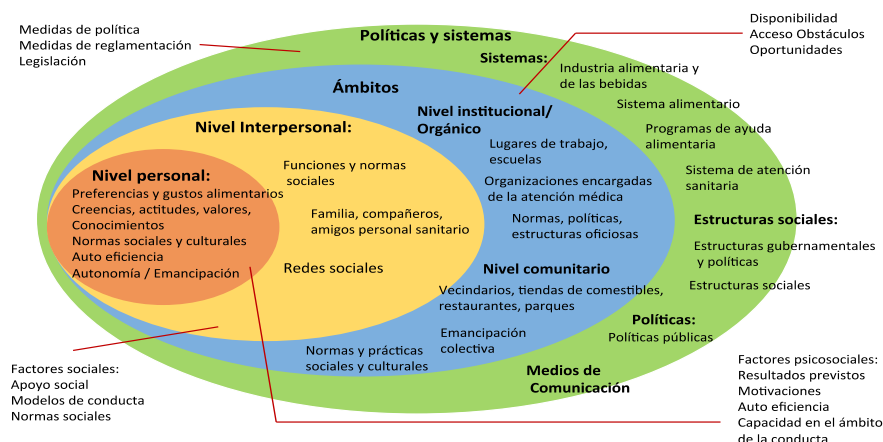 Medidas de política
Medidas de reglamentación
Legislación
Disponibilidad
Acceso Obstáculos
Oportunidades
Políticas y sistemas
Sistemas:
Industria alimentaria y
de las bebidas
Sistema alimentario
Programas de ayuda
alimentaria
Sistema de atención
sanitaria
Estructuras sociales:
Estructuras gubernamentales
y políticas
Estructuras sociales
Políticas:
Políticas públicas
Medios de
Comunicación
Ámbitos
Nivel institucional/
Orgánico
Lugares de trabajo,
escuelas
Organizaciones encargadas
de la atención médica
Normas, políticas,
estructuras oficiosas
Nivel comunitario
Vecindarios, tiendas de comestibles,
restaurantes, parques
Emancipación
colectiva
Normas y prácticas
sociales y culturales
Nivel Interpersonal:
Funciones y normas
sociales
Familia, compañeros,
amigos personal sanitario
Redes sociales
Nivel personal:
Preferencias y gustos alimentarios
Creencias, actitudes, valores,
Conocimientos
Normas sociales y culturales
Auto eficiencia
Autonomía / Emancipación
Factores sociales:
Apoyo social
Modelos de conducta
Normas sociales
Factores psicosociales:
Resultados previstos
Motivaciones
Auto eficiencia
Capacidad en el ámbito
de la conducta